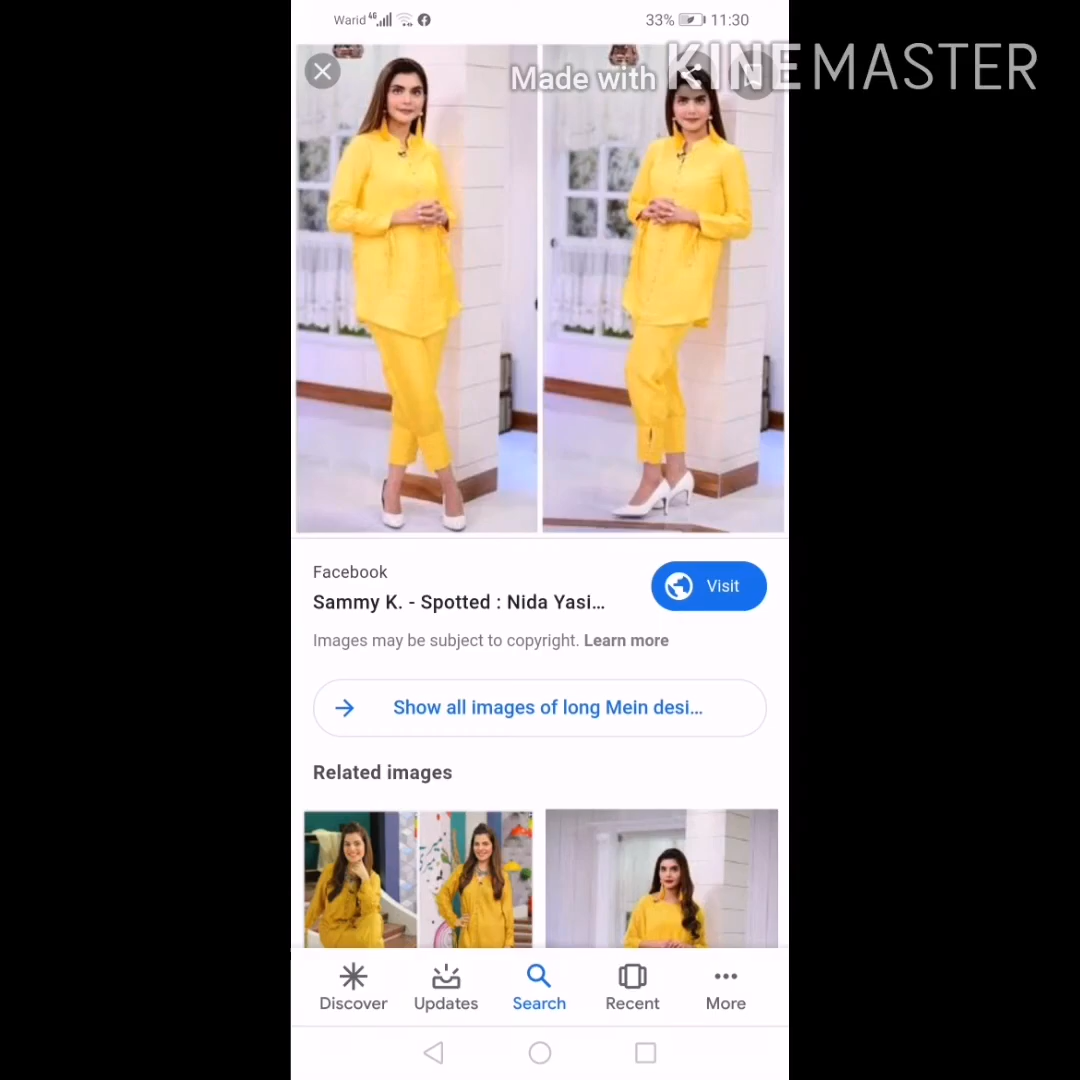 Warid 4G 33% 11:30
Made with KINEMASTER
Facebook
Sammy K. - Spotted : Nida Yasi...
Visit
Images may be subject to copyright. Learn more
Show all images of long Mein desi...
Related images
Discover Updates Search Recent More